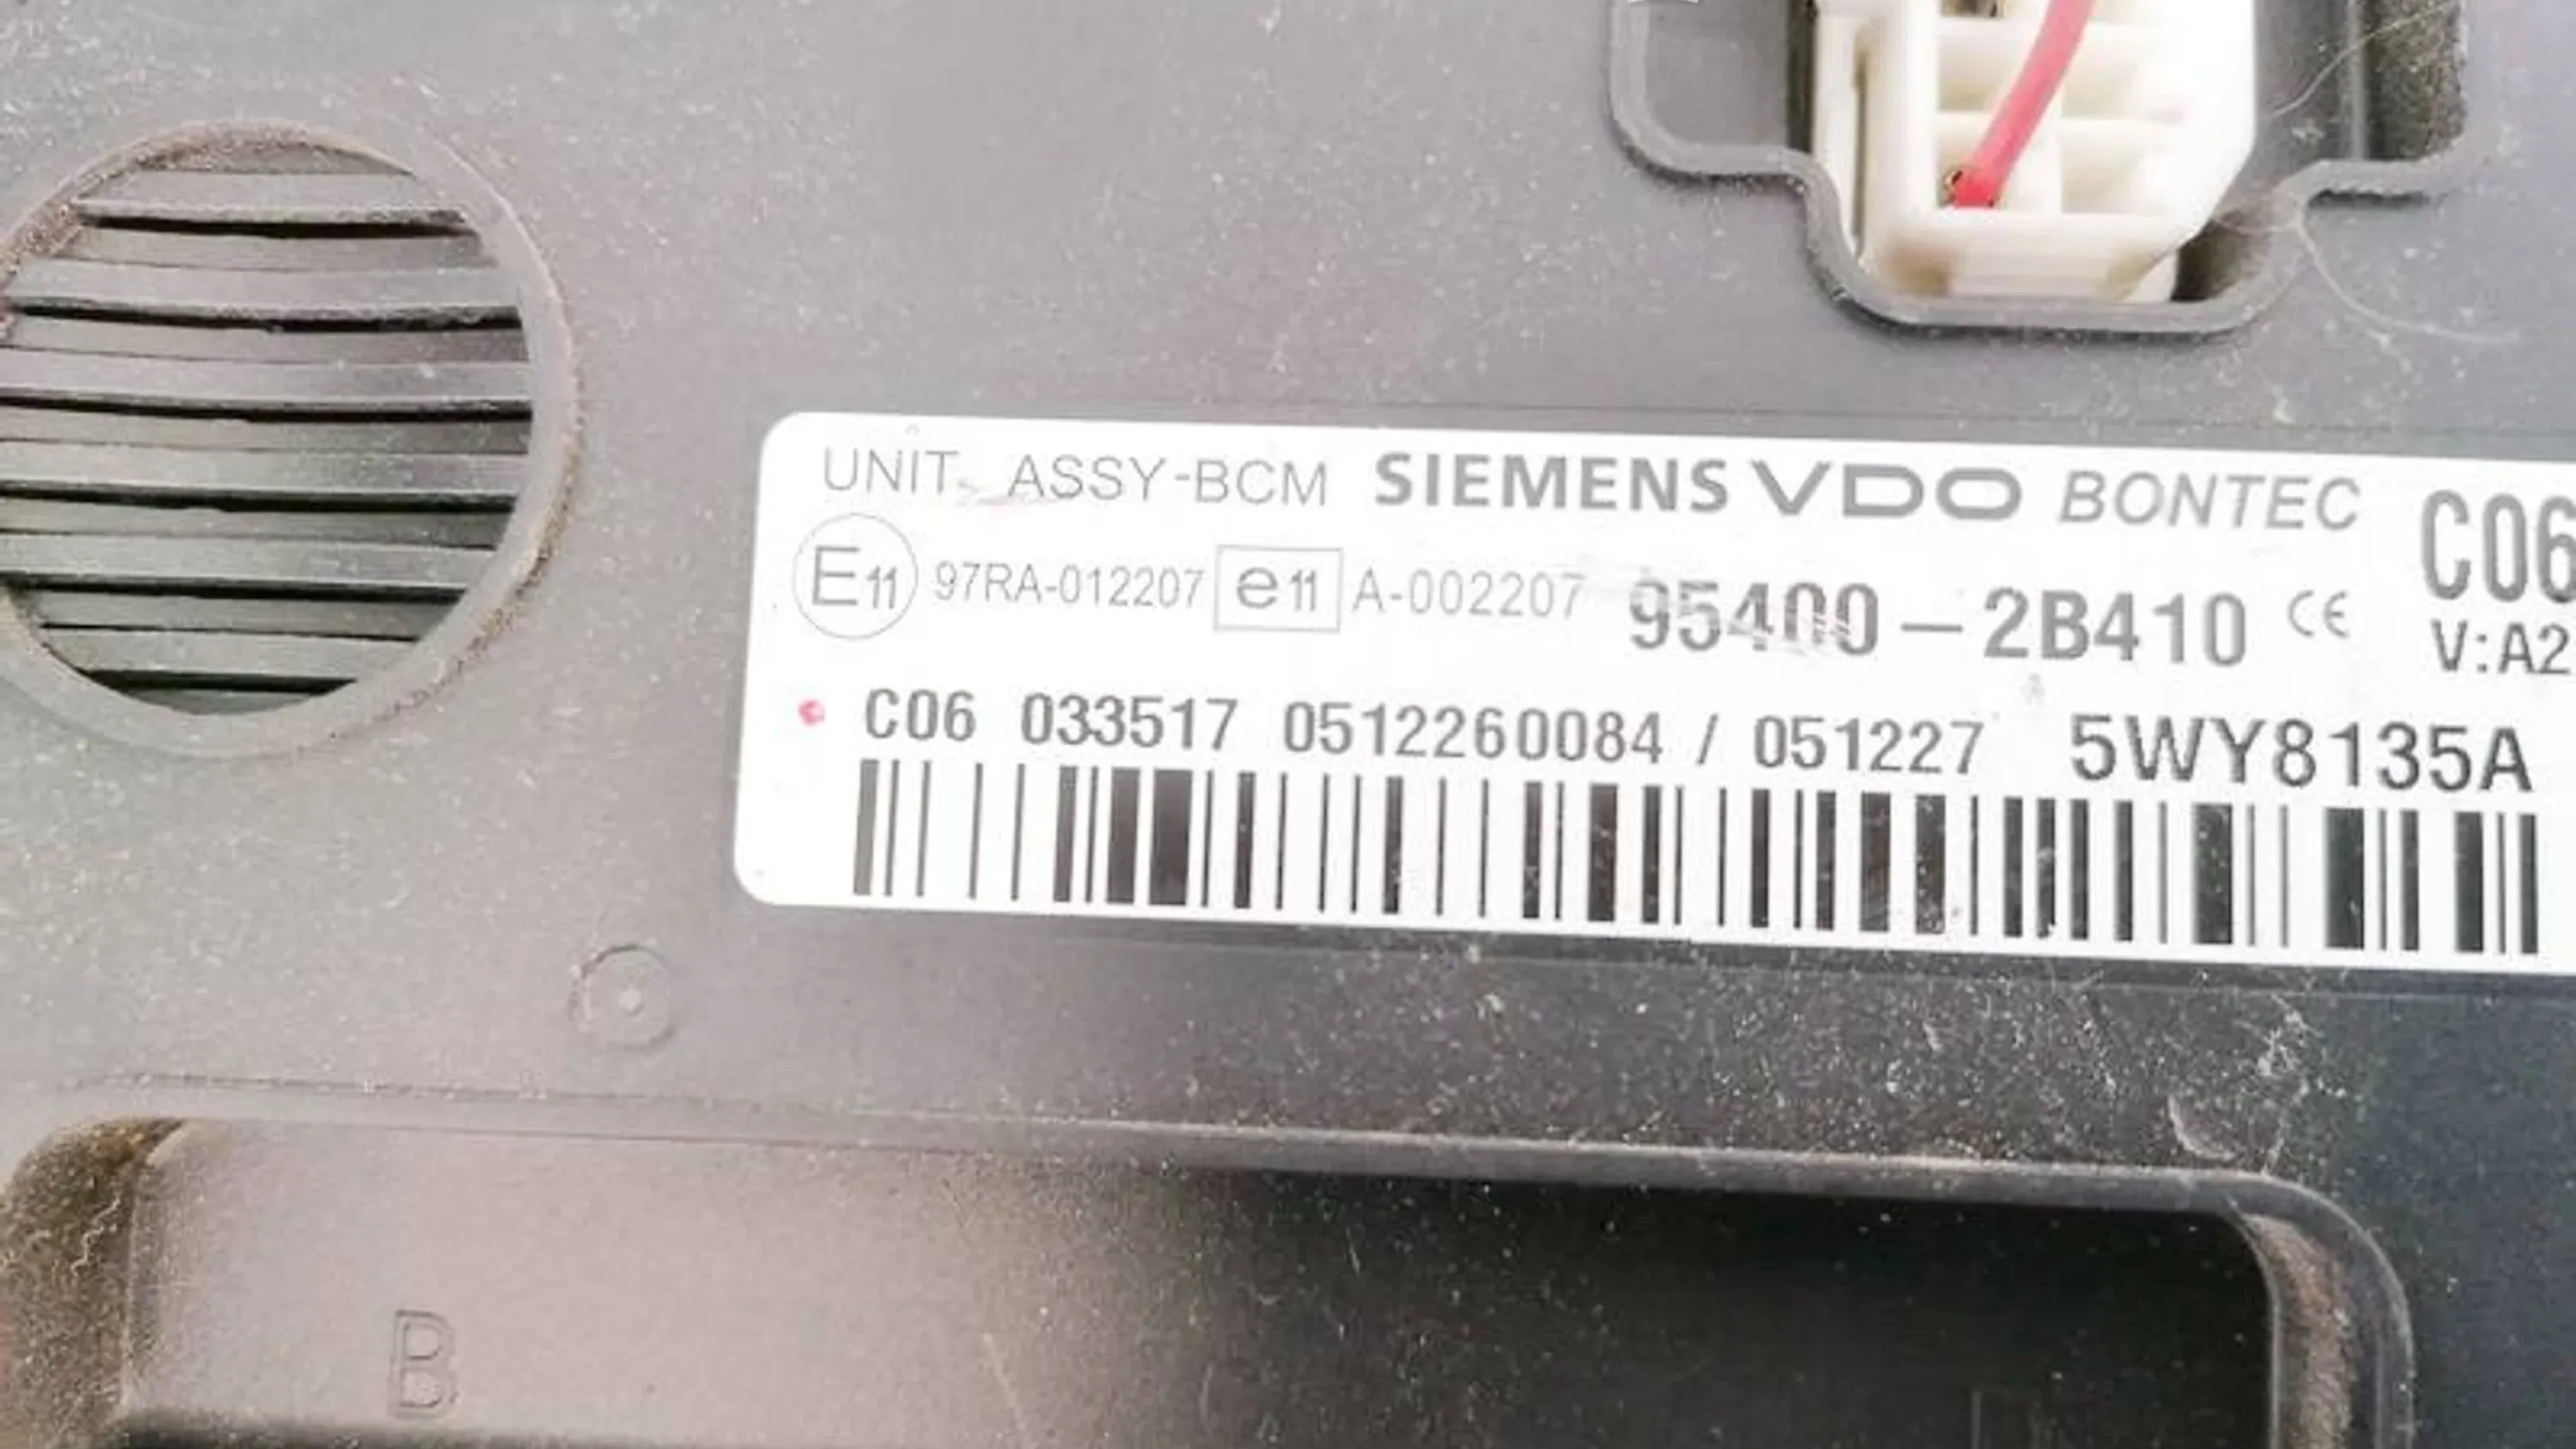 UNIT ASSY-BCM SIEMENS VDO BONTEC C06
E11 97RA-012207 e11 A-002207 95400-2B410 CE V:A2
C06 033517 0512260084 / 051227 5WY8135A
B